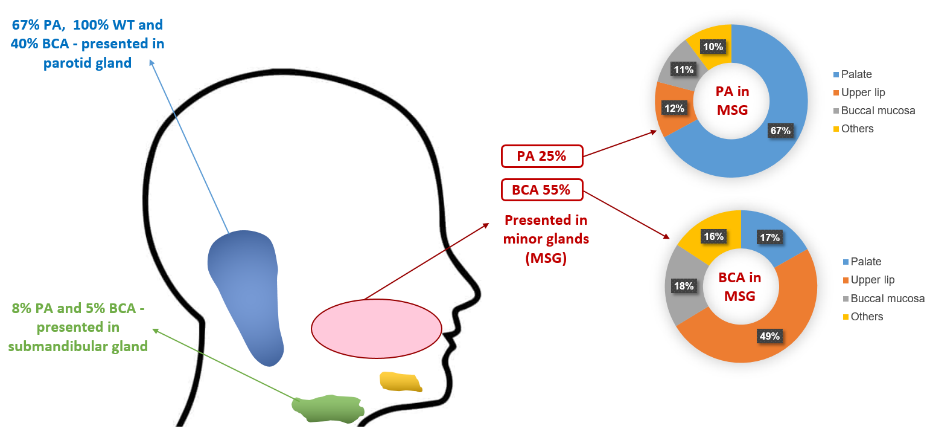 67% PA,  100% WT and
40% BCA - presented in
parotid gland
8% PA and 5% BCA -
presented in
submandibular gland
PA 25%
BCA 55%
Presented in
minor glands
(MSG)
10%
11%
12%
67%
PA in
MSG
Palate
Upper lip
Buccal mucosa
Others
16%
17%
18%
49%
BCA in
MSG
Palate
Upper lip
Buccal mucosa
Others